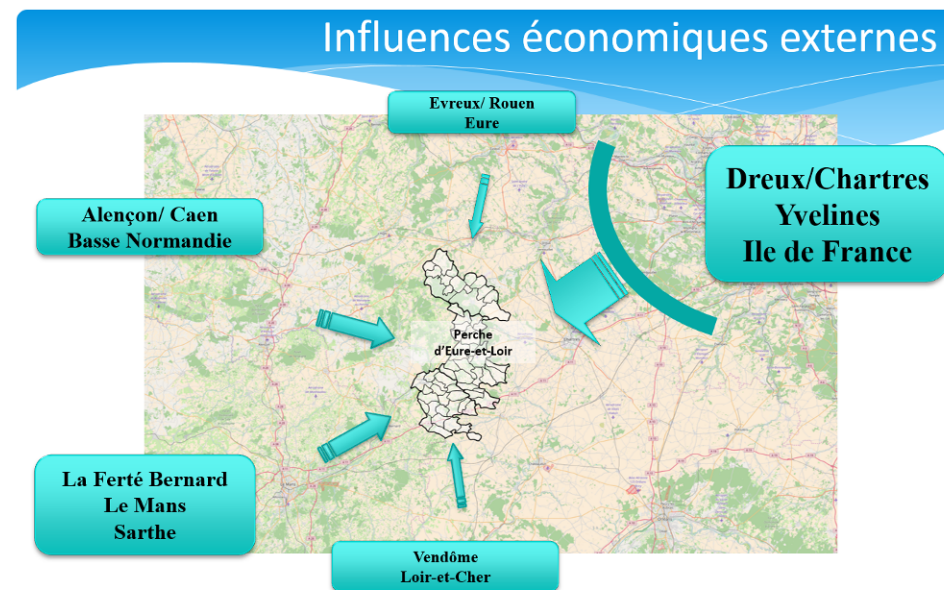 Influences économiques externes
Evreux/ Rouen
Eure
Dreux/Chartres
Yvelines
Ile de France
Alençon/ Caen
Basse Normandie
Perche
d'Eure-et-Loir
La Ferté Bernard
Le Mans
Sarthe
Vendôme
Loir-et-Cher